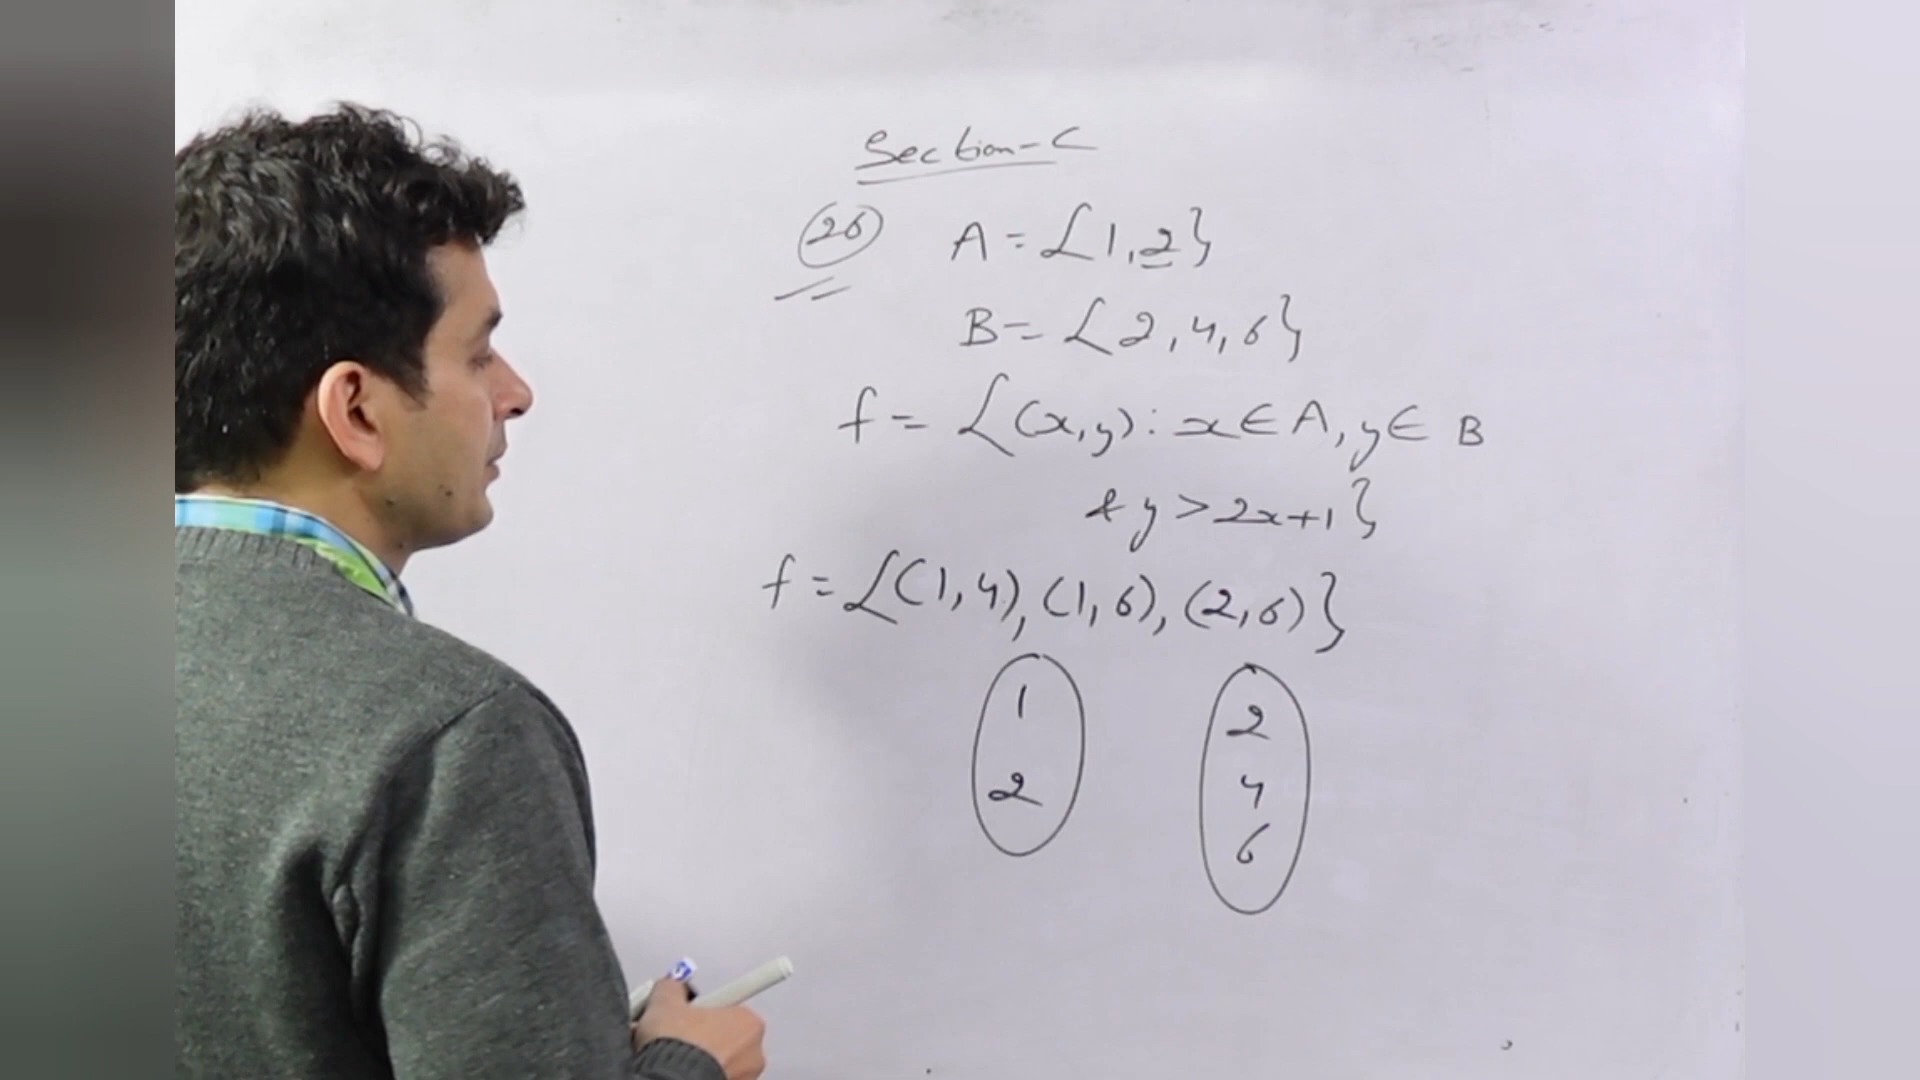 Section-C
26 A = {1, 2}
B = {2, 4, 6}
f = {(x, y) : x ∈ A, y ∈ B
& y > 2x+1}
f = {(1, 4), (1, 6), (2, 6)}
1 2
2 4
6